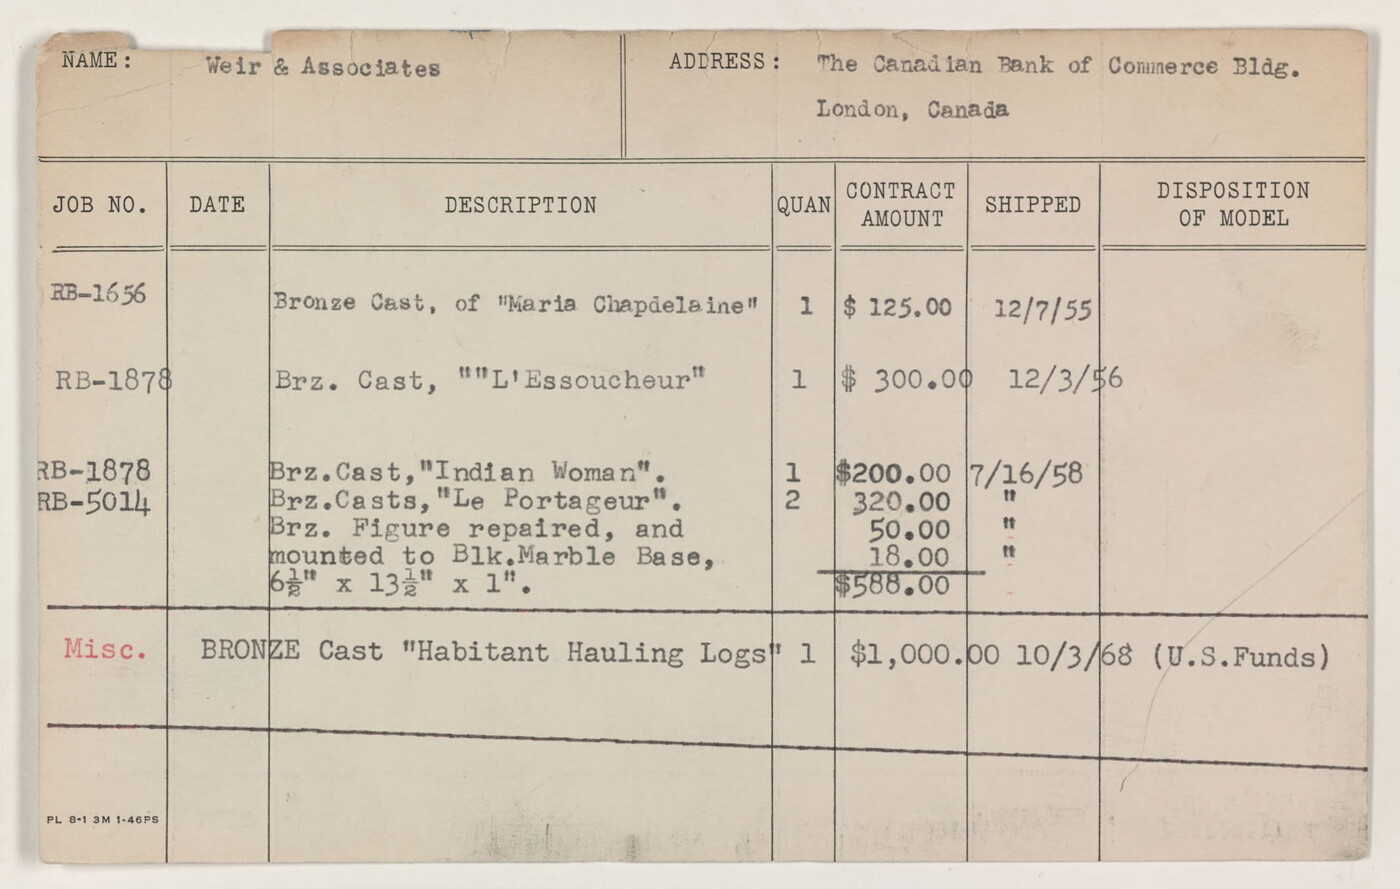 NAME: Weir & Associates ADDRESS: The Canadian Bank of Commerce Bldg.
London, Canada
JOB NO. DATE DESCRIPTION QUAN CONTRACT AMOUNT SHIPPED DISPOSITION OF MODEL
RB-1656 Bronze Cast, of "Maria Chapdelaine" 1 $ 125.00 12/7/55
RB-1878 Brz. Cast, ""L'Essoucheur" 1 $ 300.00 12/3/56
RB-1878 Brz.Cast,"Indian Woman". 1 $200.00 7/16/58
RB-5014 Brz.Casts,"Le Portageur". 2 320.00 "
Brz. Figure repaired, and 50.00 "
mounted to Blk.Marble Base, 18.00 "
6½" x 13½" x 1". $588.00
Misc. BRONZE Cast "Habitant Hauling Logs" 1 $1,000.00 10/3/68 (U.S.Funds)
PL 8-1 3M 1-46PS